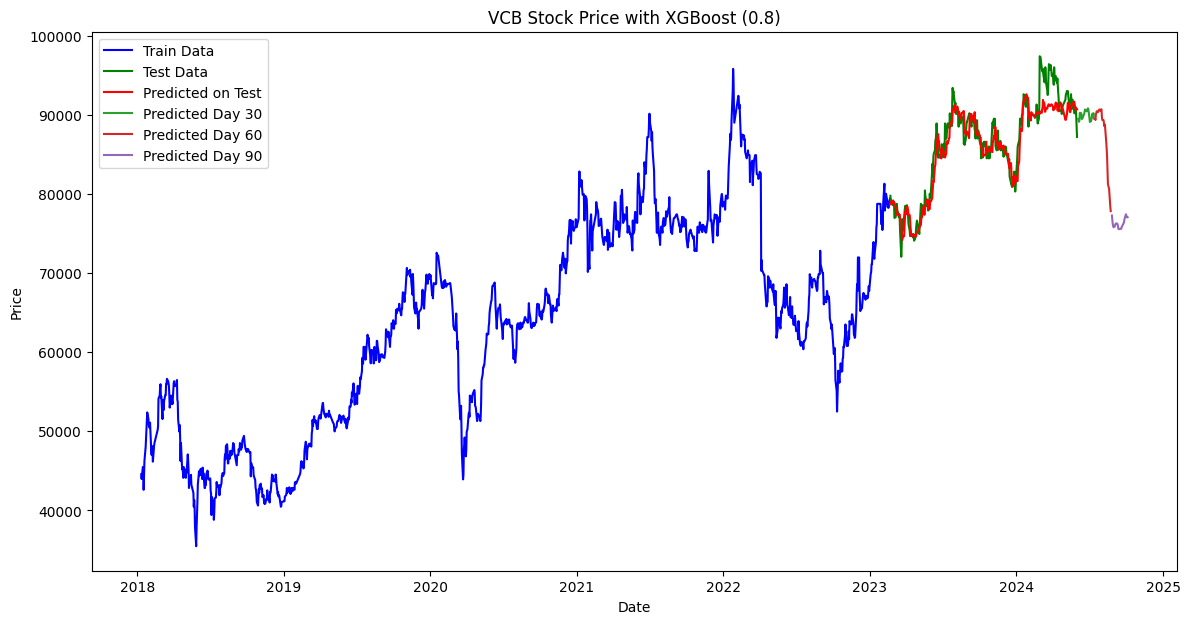 VCB Stock Price with XGBoost (0.8)
Train Data
Test Data
Predicted on Test
Predicted Day 30
Predicted Day 60
Predicted Day 90
Price
100000
90000
80000
70000
60000
50000
40000
2018 2019 2020 2021 2022 2023 2024 2025
Date